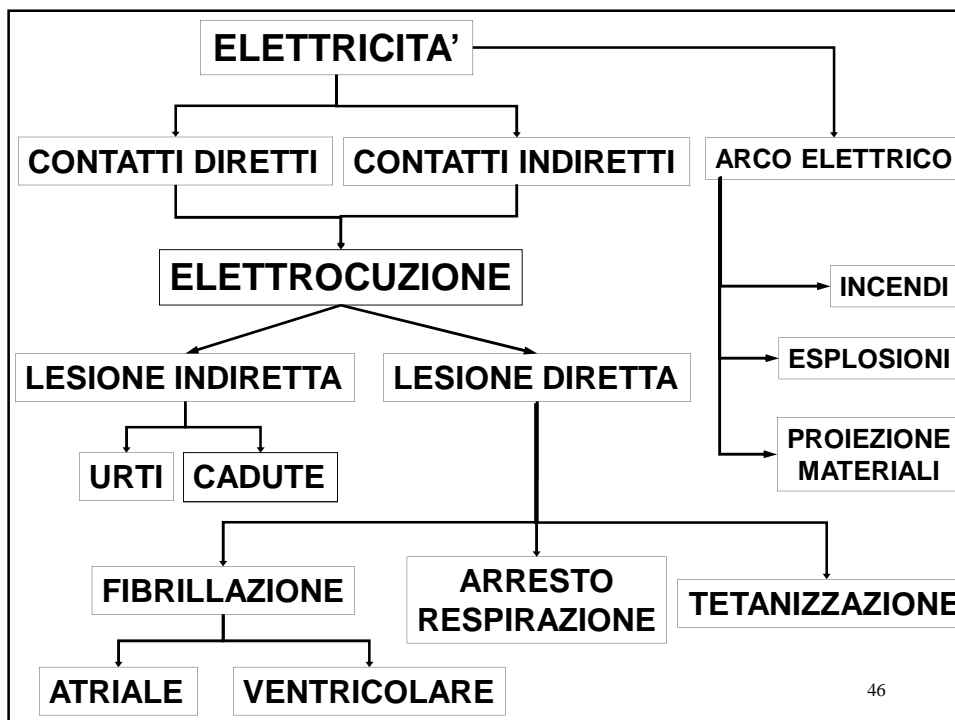 ELETTRICITA’
CONTATTI DIRETTI
CONTATTI INDIRETTI
ARCO ELETTRICO
ELETTROCUZIONE
INCENDI
ESPLOSIONI
PROIEZIONE
MATERIALI
LESIONE INDIRETTA
LESIONE DIRETTA
URTI
CADUTE
FIBRILLAZIONE
ARRESTO
RESPIRAZIONE
TETANIZZAZIONE
ATRIALE
VENTRICOLARE
46